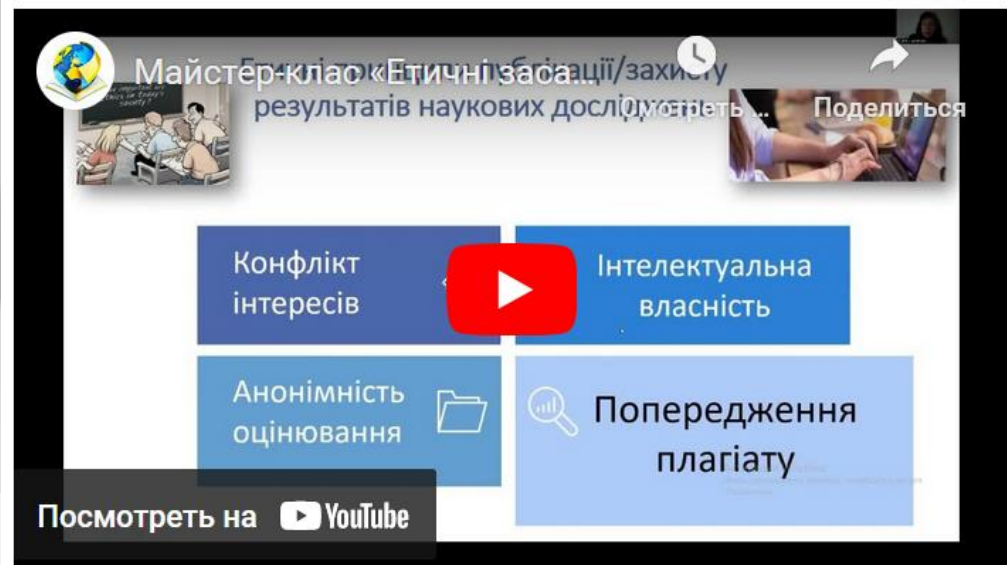 Майстер-клас «Етичні заса...
результатів наукових досліджень
Смотреть ...
Поделиться
Конфлікт
інтересів
Інтелектуальна
власність
Анонімність
оцінювання
Попередження
плагіату
Посмотреть на YouTube